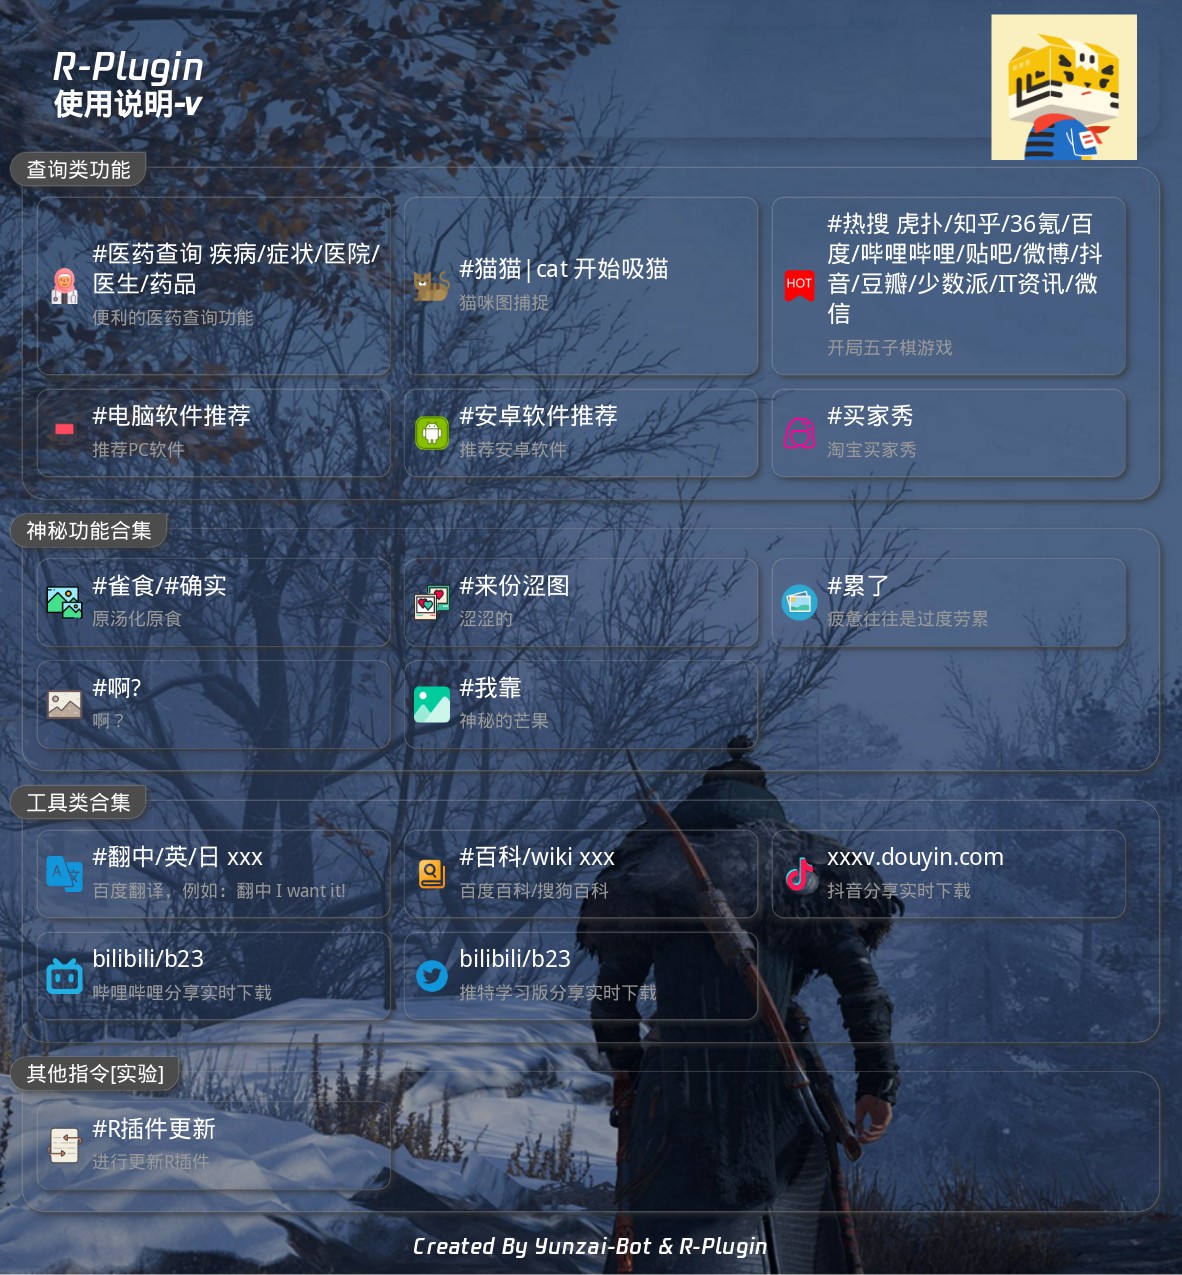 R-Plugin
使用说明-v
查询类功能
#医药查询 疾病/症状/医院/
医生/药品
便利的医药查询功能
#猫猫|cat 开始吸猫
猫咪图捕捉
HOT
#热搜 虎扑/知乎/36氪/百
度/哔哩哔哩/贴吧/微博/抖
音/豆瓣/少数派/IT资讯/微
信
开局五子棋游戏
#电脑软件推荐
推荐PC软件
#安卓软件推荐
推荐安卓软件
#买家秀
淘宝买家秀
神秘功能合集
#雀食/#确实
原汤化原食
#来份涩图
涩涩的
#累了
疲惫往往是过度劳累
#啊?
啊？
#我靠
神秘的芒果
工具类合集
#翻中/英/日 xxx
百度翻译，例如：翻中 I want it!
#百科/wiki xxx
百度百科/搜狗百科
xxxv.douyin.com
抖音分享实时下载
bilibili/b23
哔哩哔哩分享实时下载
bilibili/b23
推特学习版分享实时下载
其他指令[实验]
#R插件更新
进行更新R插件
Created By Yunzai-Bot & R-Plugin